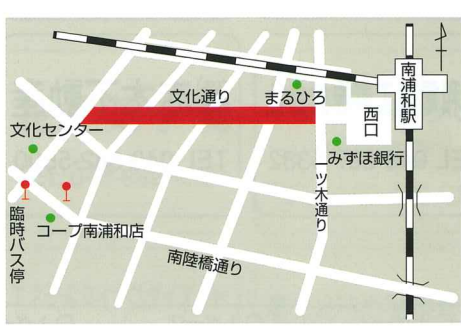 南浦和駅
西口
まるひろ
文化通り
文化センター
みずほ銀行
一ツ木通り
臨時バス停
コープ南浦和店
南陸橋通り